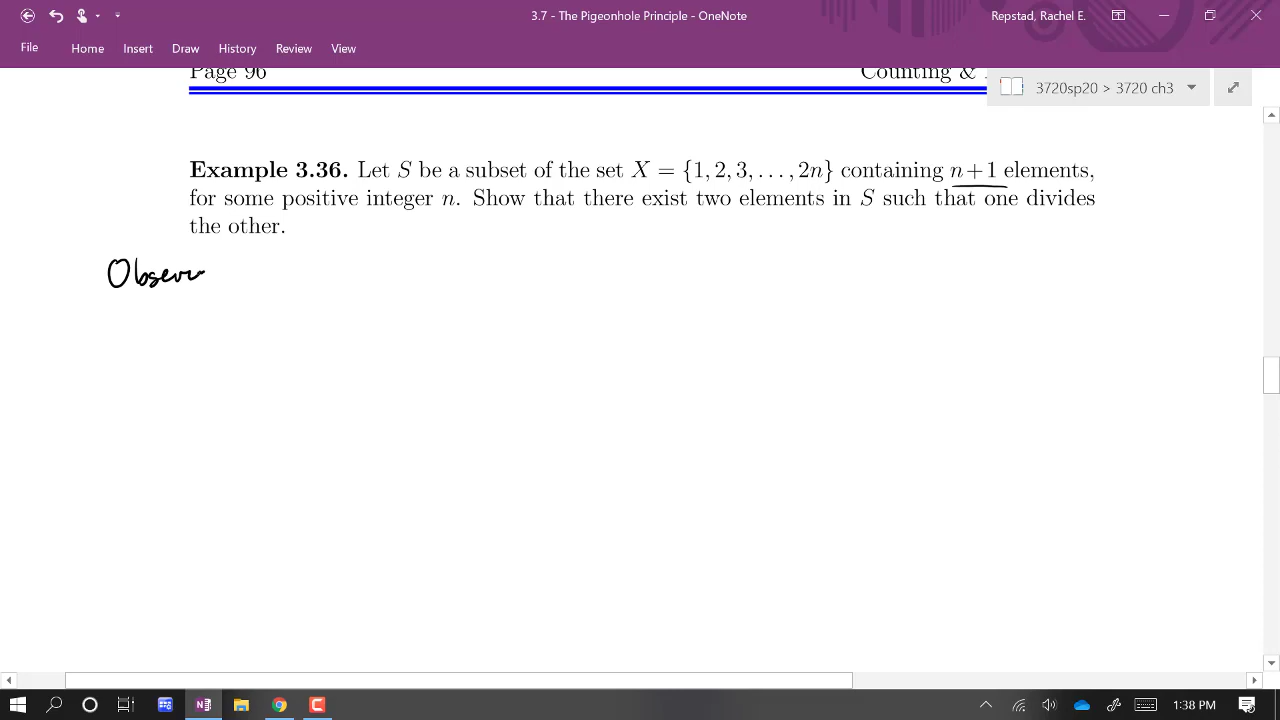 3.7 - The Pigeonhole Principle - OneNote
Repstad, Rachel E.
File Home Insert Draw History Review View
Page 96
Counting &
3720sp20 > 3720 ch3
Example 3.36. Let S be a subset of the set X = {1, 2, 3, . . . , 2n} containing n + 1 elements,
for some positive integer n. Show that there exist two elements in S such that one divides
the other.
Observ
1:38 PM